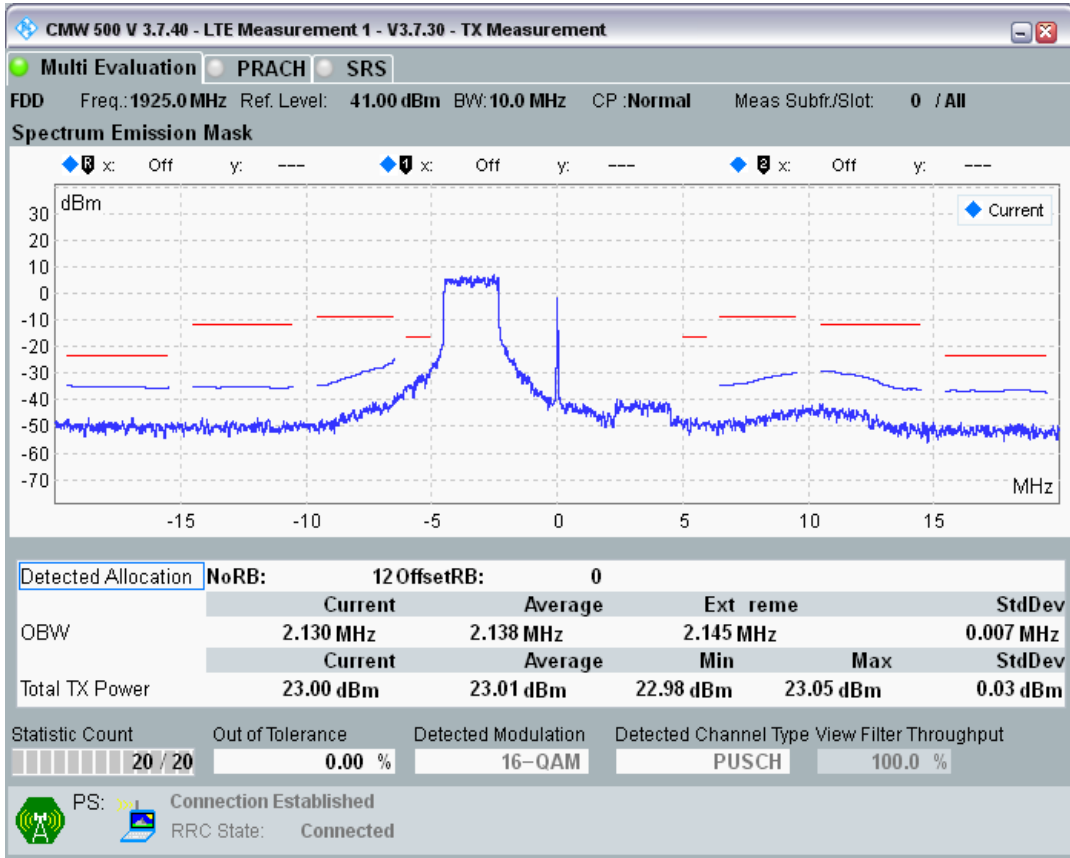 CMW 500 V 3.7.40 - LTE Measurement 1 - V3.7.30 - TX Measurement
Multi Evaluation PRACH SRS
FDD Freq.: 1925.0 MHz Ref. Level: 41.00 dBm BW: 10.0 MHz CP : Normal Meas Subfr./Slot: 0 / All
Spectrum Emission Mask
R x: Off y: --- 1 x: Off y: --- 2 x: Off y: ---
dBm
Current
30
20
10
0
-10
-20
-30
-40
-50
-60
-70
MHz
-15 -10 -5 0 5 10 15
Detected Allocation NoRB: 12 OffsetRB: 0
Current Average Ext reme StdDev
OBW 2.130 MHz 2.138 MHz 2.145 MHz 0.007 MHz
Current Average Min Max StdDev
Total TX Power 23.00 dBm 23.01 dBm 22.98 dBm 23.05 dBm 0.03 dBm
Statistic Count Out of Tolerance Detected Modulation Detected Channel Type View Filter Throughput
20 / 20 0.00 % 16-QAM PUSCH 100.0 %
PS: Connection Established
RRC State: Connected